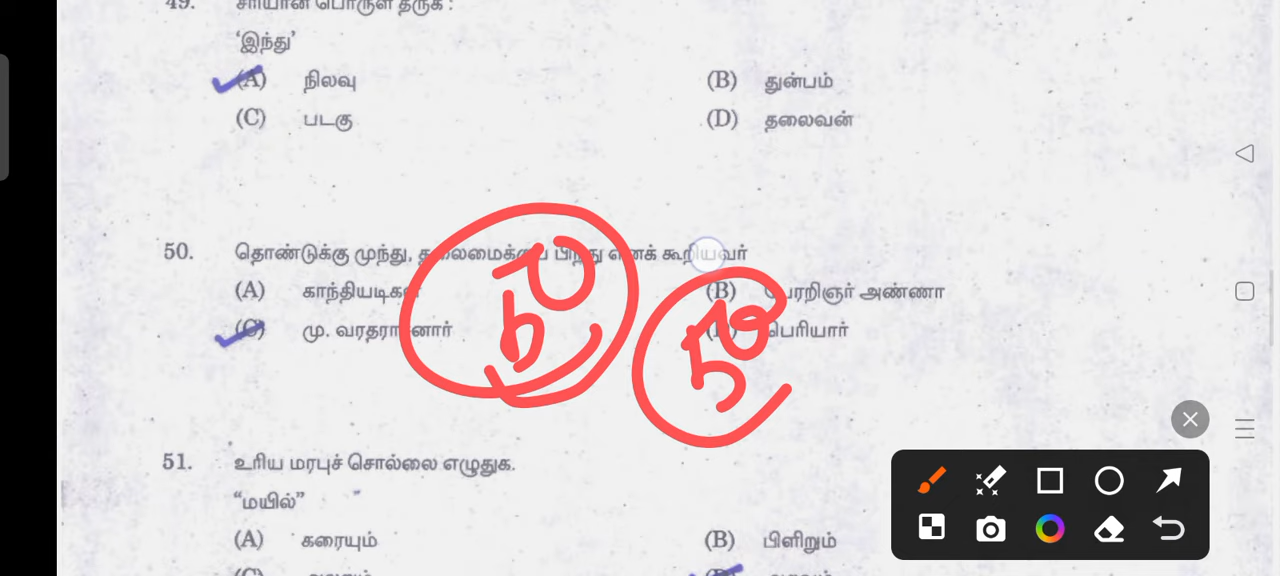 49. சரியான பொருள் தருக :
'இந்து'
(A) நிலவு (B) துன்பம்
(C) படகு (D) தலைவன்
50. தொண்டுக்கு முந்து, தலைமைக்குப் பிந்து எனக் கூறியவர்
(A) காந்தியடிகள் (B) பேரறிஞர் அண்ணா
(C) மு. வரதராசனார் (D) பெரியார்
50
50
51. உரிய மரபுச் சொல்லை எழுதுக.
"மயில்"
(A) கரையும் (B) பிளிறும்